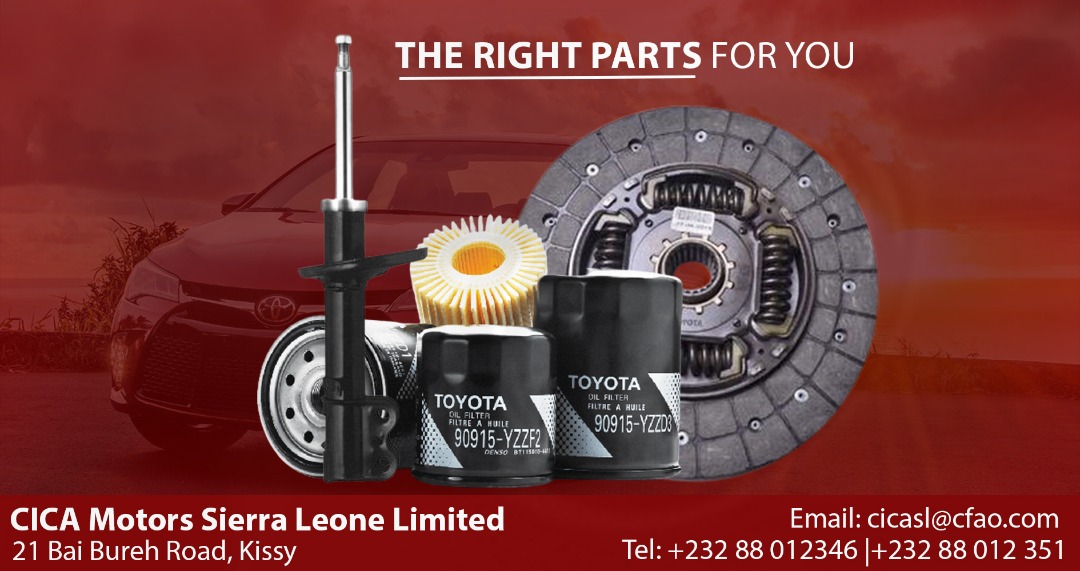 THE RIGHT PARTS FOR YOU
TOYOTA
OIL FILTER
FILTRE A HUILE
90915-YZZD3
TOYOTA
OIL FILTER
FILTRE A HUILE
90915-YZZF2
DENSO
TOYOTA
CICA Motors Sierra Leone Limited
21 Bai Bureh Road, Kissy
Email: cicasl@cfao.com
Tel: +232 88 012346 |+232 88 012 351